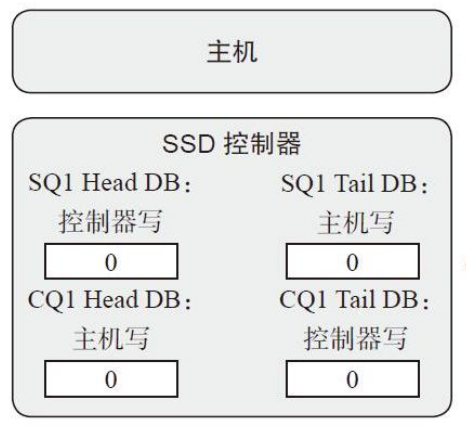 主机
SSD 控制器
SQ1 Head DB： SQ1 Tail DB：
控制器写 主机写
0 0
CQ1 Head DB： CQ1 Tail DB：
主机写 控制器写
0 0